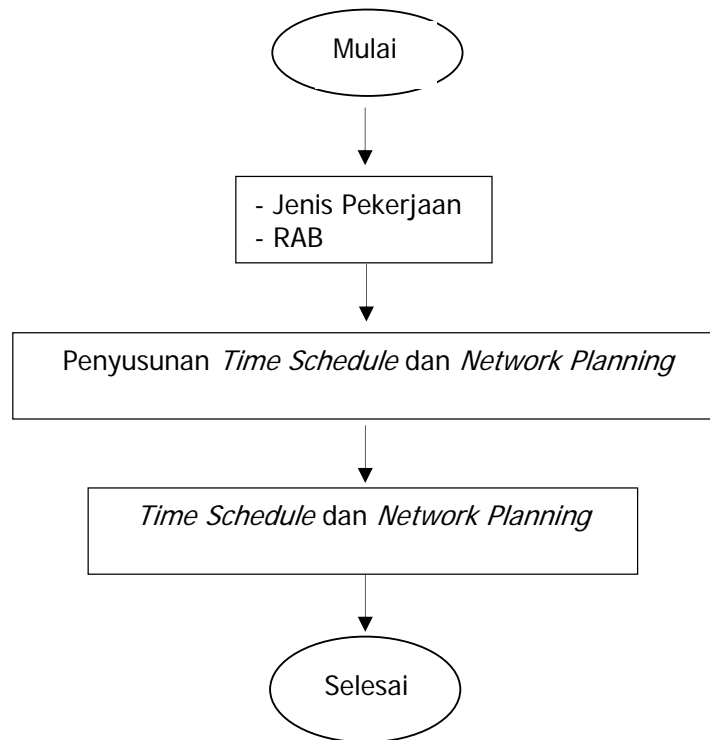 Mulai
- Jenis Pekerjaan
- RAB
Penyusunan Time Schedule dan Network Planning
Time Schedule dan Network Planning
Selesai